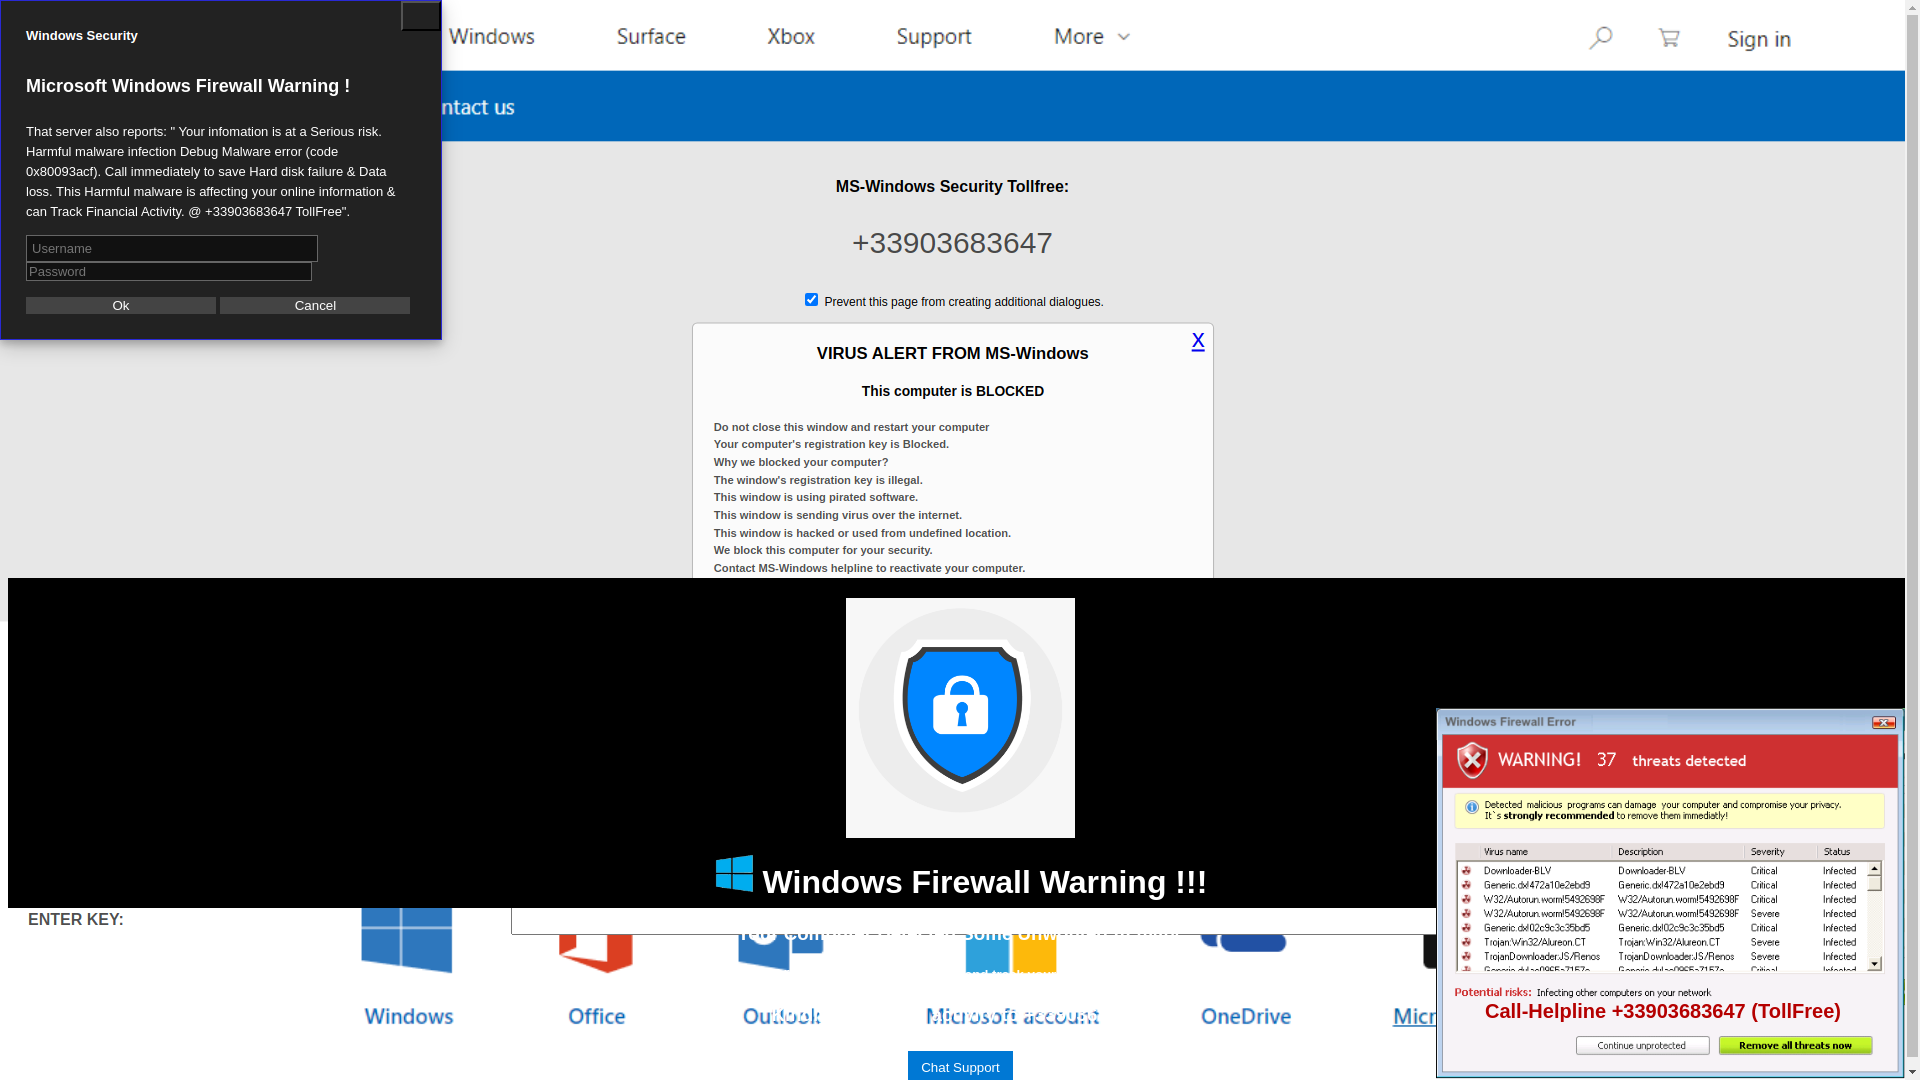 Windows Surface Xbox Support More Sign in
ntact us
Windows Security
Microsoft Windows Firewall Warning !
That server also reports: " Your infomation is at a Serious risk.
Harmful malware infection Debug Malware error (code
0x80093acf). Call immediately to save Hard disk failure & Data
loss. This Harmful malware is affecting your online information &
can Track Financial Activity. @ +33903683647 TollFree".
Username
Password
Ok Cancel
MS-Windows Security Tollfree:
+33903683647
Prevent this page from creating additional dialogues.
X
VIRUS ALERT FROM MS-Windows
This computer is BLOCKED
Do not close this window and restart your computer
Your computer's registration key is Blocked.
Why we blocked your computer?
The window's registration key is illegal.
This window is using pirated software.
This window is sending virus over the internet.
This window is hacked or used from undefined location.
We block this computer for your security.
Contact MS-Windows helpline to reactivate your computer.
Windows Firewall Warning !!!
ENTER KEY:
Windows Office Microsoft account OneDrive Micr
Chat Support
Windows Firewall Error
WARNING! 37 threats detected
Detected malicious programs can damage your computer and compromise your privacy.
It`s strongly recommended to remove them immediatly!
Virus name Description Severity Status
Downloader-BLV Downloader-BLV Critical Infected
Generic.dx!472a10e2ebd9 Generic.dx!472a10e2ebd9 Critical Infected
W32/Autorun.worm!5492698F W32/Autorun.worm!5492698F Critical Infected
W32/Autorun.worm!5492698F W32/Autorun.worm!5492698F Severe Infected
Generic.dx!02c9c3c35bd5 Generic.dx!02c9c3c35bd5 Critical Infected
Trojan:Win32/Alureon.CT Trojan:Win32/Alureon.CT Severe Infected
TrojanDownloader:JS/Renos TrojanDownloader:JS/Renos Severe Infected
Critical Infected
Potential risks: Infecting other computers on your network
Call-Helpline +33903683647 (TollFree)
Continue unprotected Remove all threats now